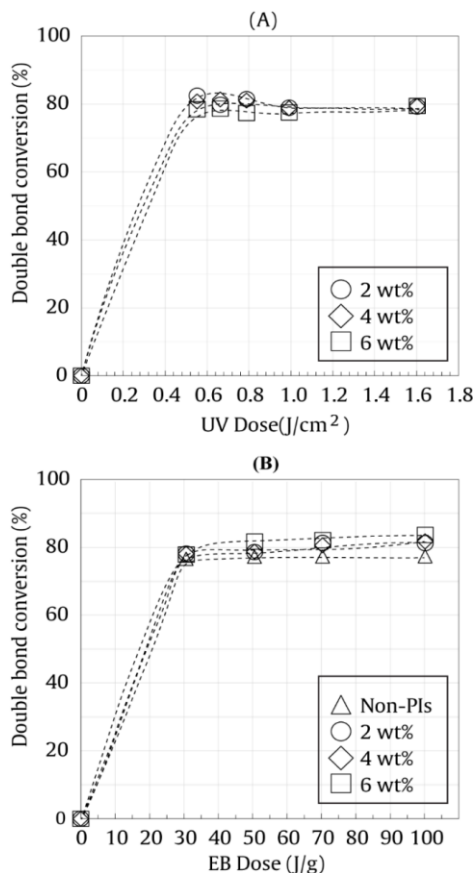 (A)
Double bond conversion (%)
100
80
60
40
20
0
2 wt%
4 wt%
6 wt%
0 0.2 0.4 0.6 0.8 1.0 1.2 1.4 1.6 1.8
UV Dose(J/cm²)
(B)
Double bond conversion (%)
100
80
60
40
20
0
Non-PIs
2 wt%
4 wt%
6 wt%
0 10 20 30 40 50 60 70 80 90 100
EB Dose (J/g)